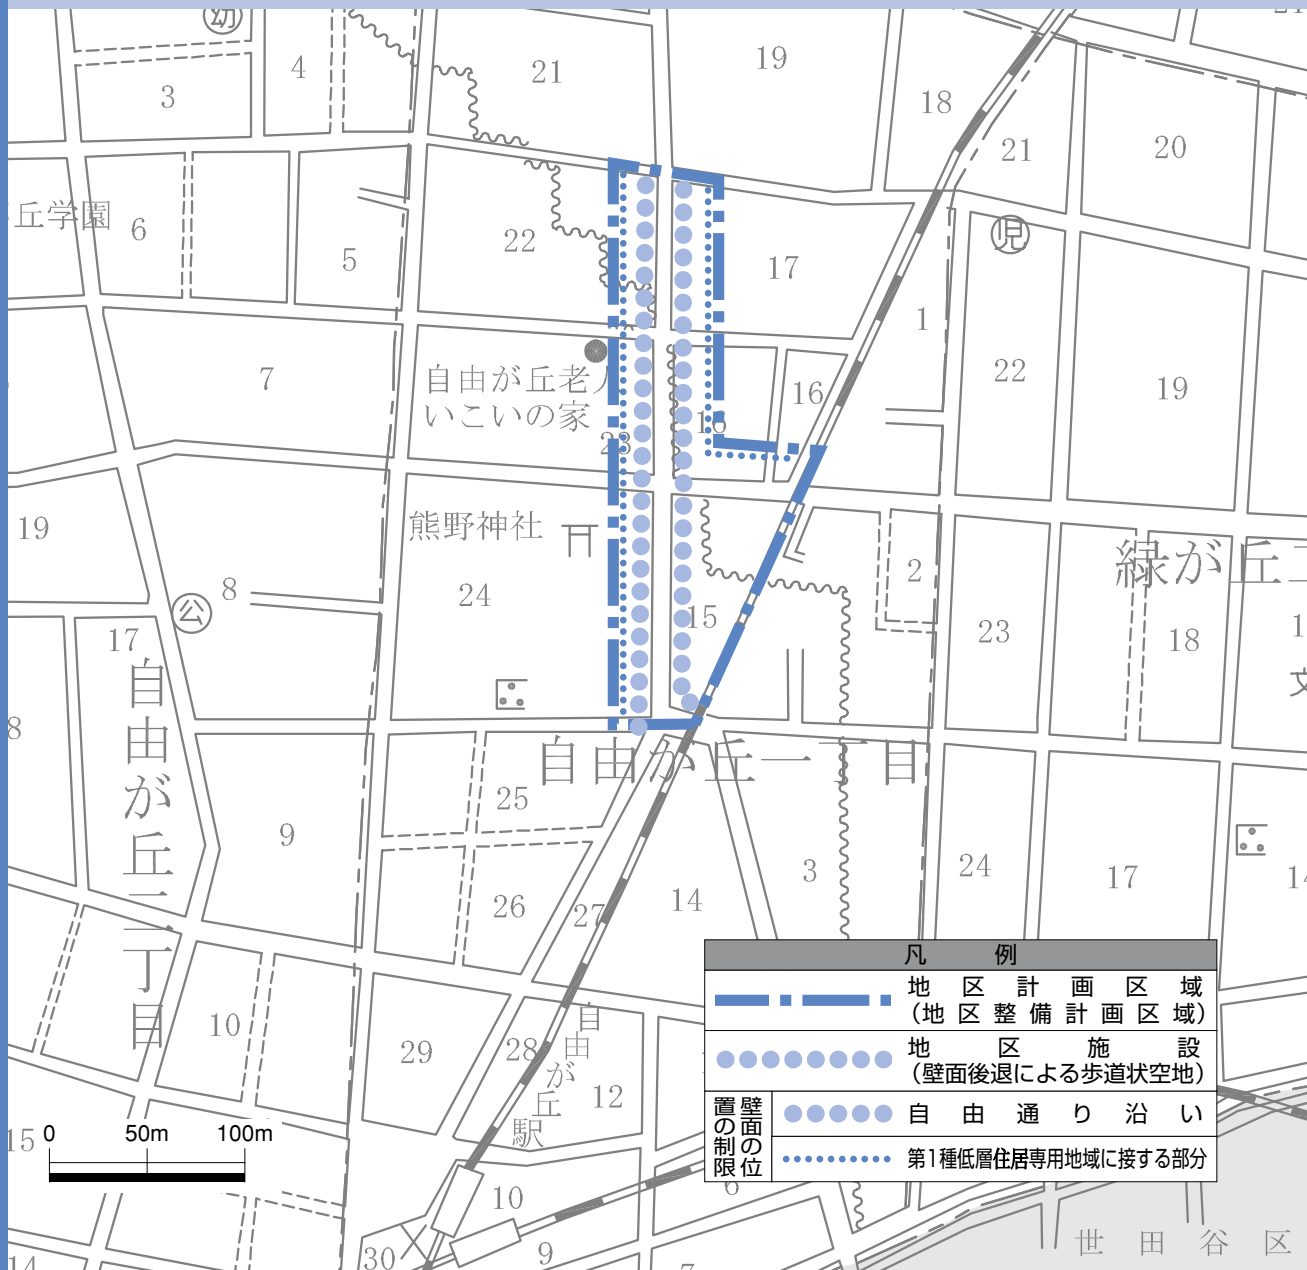 幼
21
19
4
3
18
21
20
丘学園
6
5
22
17
児
1
7
自由が丘老人
いこいの家
23
16
16
22
19
19
熊野神社
24
8
公
17
15
2
23
18
緑が丘二
自由が丘二丁目
自由が丘一丁目
25
9
26
27
14
3
24
17
10
29
28
12
自由が丘駅
10
30
9
7
6
15
14
8
凡例
地区計画区域
(地区整備計画区域)
地区施設
(壁面後退による歩道状空地)
壁面の位置の制限
自由通り沿い
第1種低層住居専用地域に接する部分
0 50m 100m
世田谷区